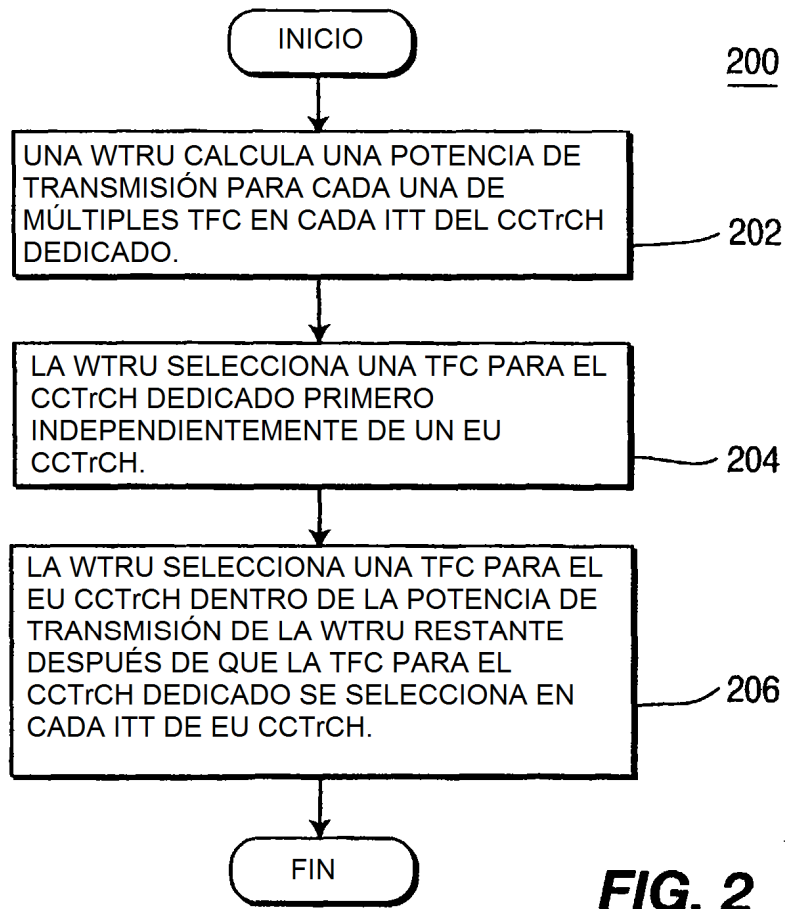 INICIO
200
UNA WTRU CALCULA UNA POTENCIA DE
TRANSMISIÓN PARA CADA UNA DE
MÚLTIPLES TFC EN CADA ITT DEL CCTrCH
DEDICADO.
202
LA WTRU SELECCIONA UNA TFC PARA EL
CCTrCH DEDICADO PRIMERO
INDEPENDIENTEMENTE DE UN EU
CCTrCH.
204
LA WTRU SELECCIONA UNA TFC PARA EL
EU CCTrCH DENTRO DE LA POTENCIA DE
TRANSMISIÓN DE LA WTRU RESTANTE
DESPUÉS DE QUE LA TFC PARA EL
CCTrCH DEDICADO SE SELECCIONA EN
CADA ITT DE EU CCTrCH.
206
FIN
FIG. 2